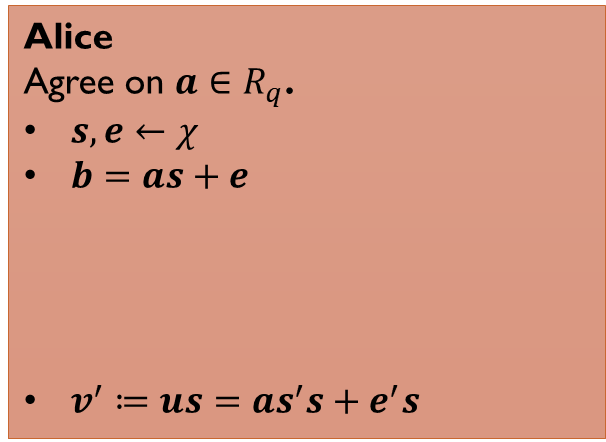 Alice
Agree on a ∈ R_q.
• s, e ← χ
• b = as + e
• v′ ≔ us = as′s + e′s